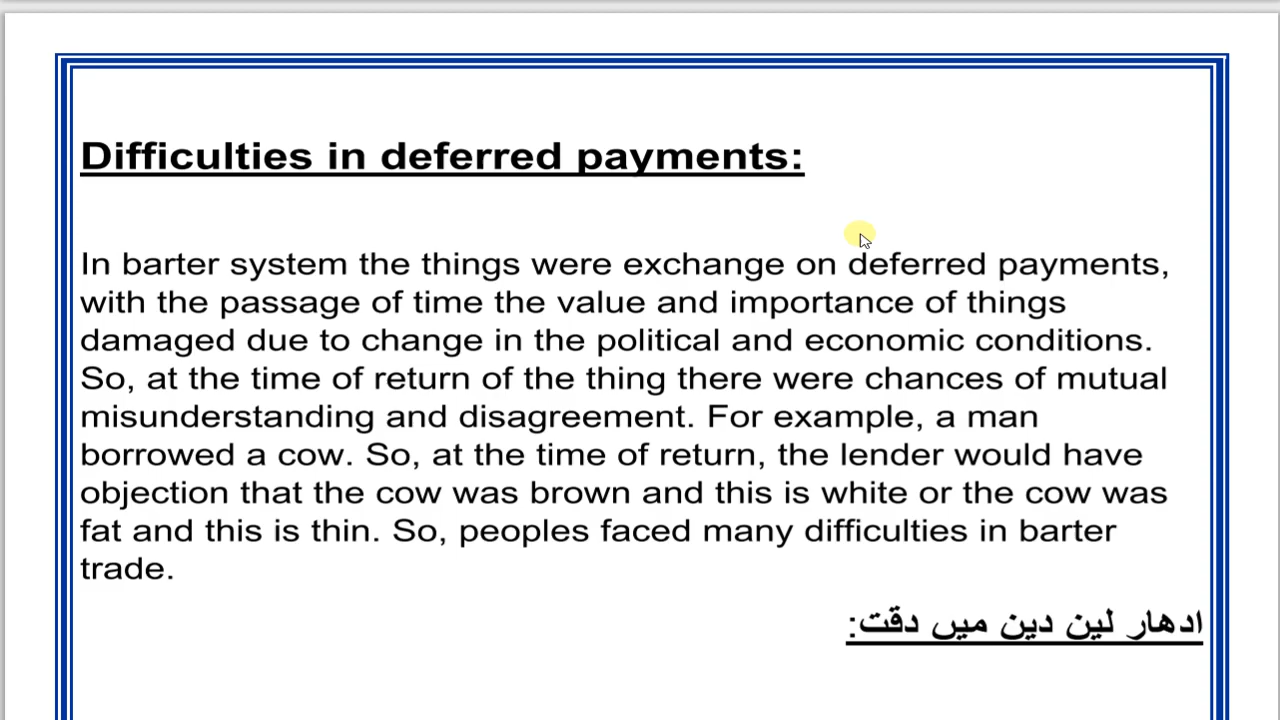 Difficulties in deferred payments:
In barter system the things were exchange on deferred payments,
with the passage of time the value and importance of things
damaged due to change in the political and economic conditions.
So, at the time of return of the thing there were chances of mutual
misunderstanding and disagreement. For example, a man
borrowed a cow. So, at the time of return, the lender would have
objection that the cow was brown and this is white or the cow was
fat and this is thin. So, peoples faced many difficulties in barter
trade.
ادھار لین دین میں دقت: